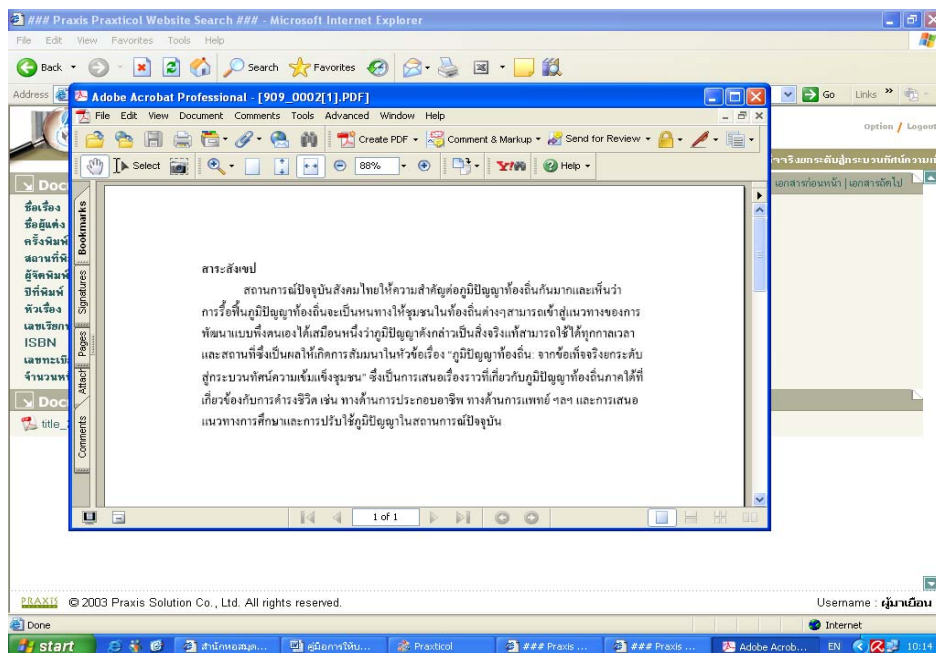 ### Praxis Praxticol Website Search ### - Microsoft Internet Explorer
File Edit View Favorites Tools Help
Back Search Favorites
Address Go Links
Adobe Acrobat Professional - [909_0002[1].PDF]
File Edit View Document Comments Tools Advanced Window Help
Option / Logout
Create PDF Comment & Markup Send for Review
Select 88% Y! Help
Doc
เอกสารก่อนหน้า | เอกสารถัดไป
ชื่อเรื่อง
ชื่อผู้แต่ง
ครั้งพิมพ์
สถานที่พิ
ผู้จัดพิมพ์
ปีที่พิมพ์
หัวเรื่อง
เลขเรียก
ISBN
เลขทะเบี
จำนวนห
Doc
title_
Bookmarks
Signatures
Pages
Attach
Comments
สาระสังเขป
สถานการณ์ปัจจุบันสังคมไทยให้ความสำคัญต่อภูมิปัญญาท้องถิ่นกันมากและเห็นว่า
การรื้อฟื้นภูมิปัญญาท้องถิ่นจะเป็นหนทางให้ชุมชนในท้องถิ่นต่างๆสามารถเข้าสู่แนวทางของการ
พัฒนาแบบพึ่งตนเองได้เสมือนหนึ่งว่าภูมิปัญญาดังกล่าวเป็นสิ่งจริงแท้สามารถใช้ได้ทุกกาลเวลา
และสถานที่ซึ่งเป็นผลให้เกิดการสัมมนาในหัวข้อเรื่อง “ภูมิปัญญาท้องถิ่น: จากข้อเท็จจริงยกระดับ
สู่กระบวนทัศน์ความเข้มแข็งชุมชน” ซึ่งเป็นการเสนอเรื่องราวที่เกี่ยวกับภูมิปัญญาท้องถิ่นภาคใต้ที่
เกี่ยวข้องกับการดำรงชีวิต เช่น ทางด้านการประกอบอาชีพ ทางด้านการแพทย์ ฯลฯ และการเสนอ
แนวทางการศึกษาและการปรับใช้ภูมิปัญญาในสถานการณ์ปัจจุบัน
1 of 1
PRAXIS © 2003 Praxis Solution Co., Ltd. All rights reserved.
Username : ผู้มาเยือน
Done Internet
start สำนักหอสมุด... คู่มือการใช้บ... Praxticol ### Praxis ... ### Praxis ... Adobe Acrob... EN 10:14